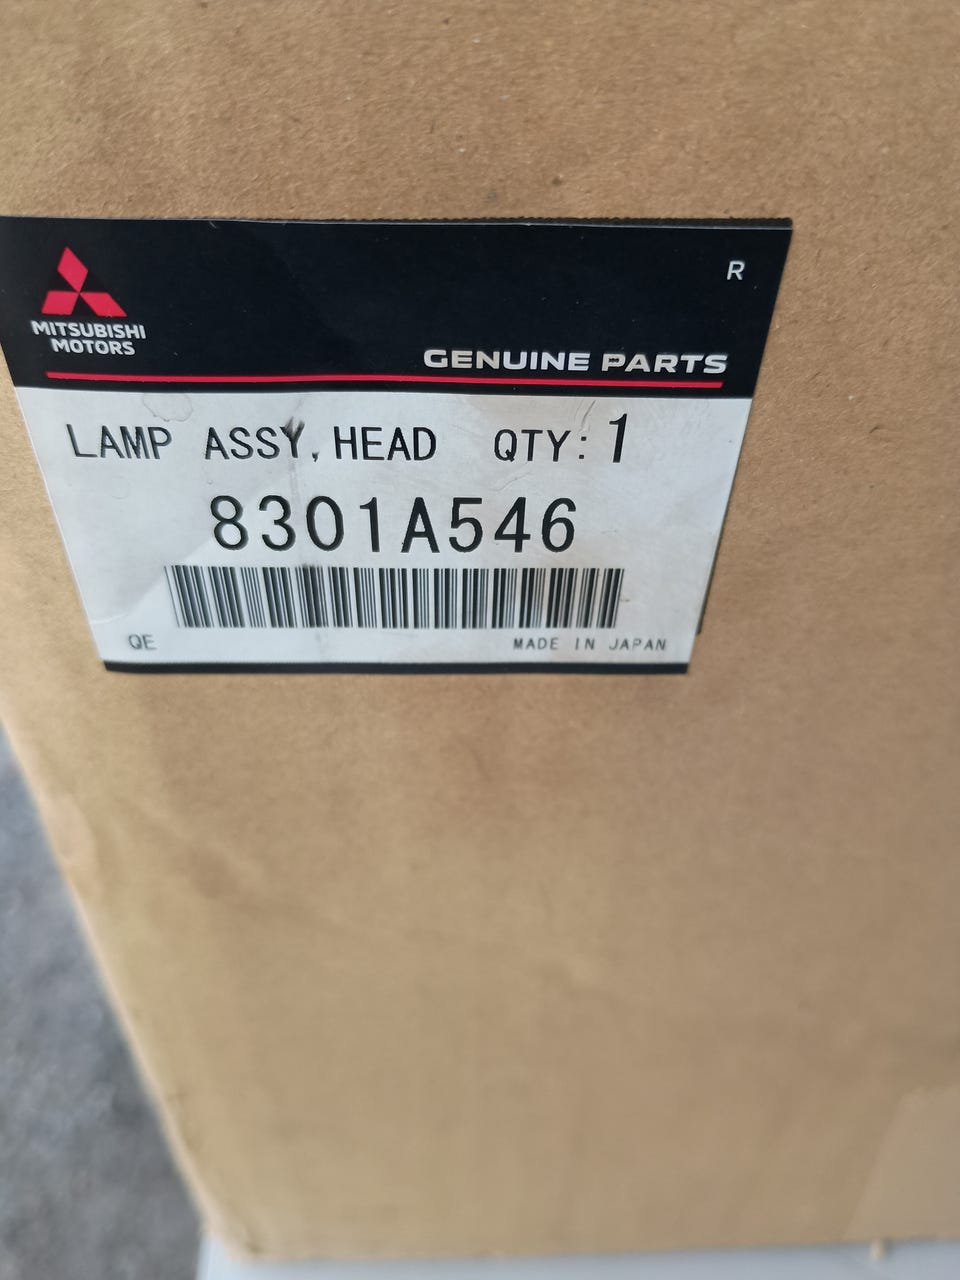 R
MITSUBISHI
MOTORS
GENUINE PARTS
LAMP ASSY,HEAD QTY:1
8301A546
QE MADE IN JAPAN